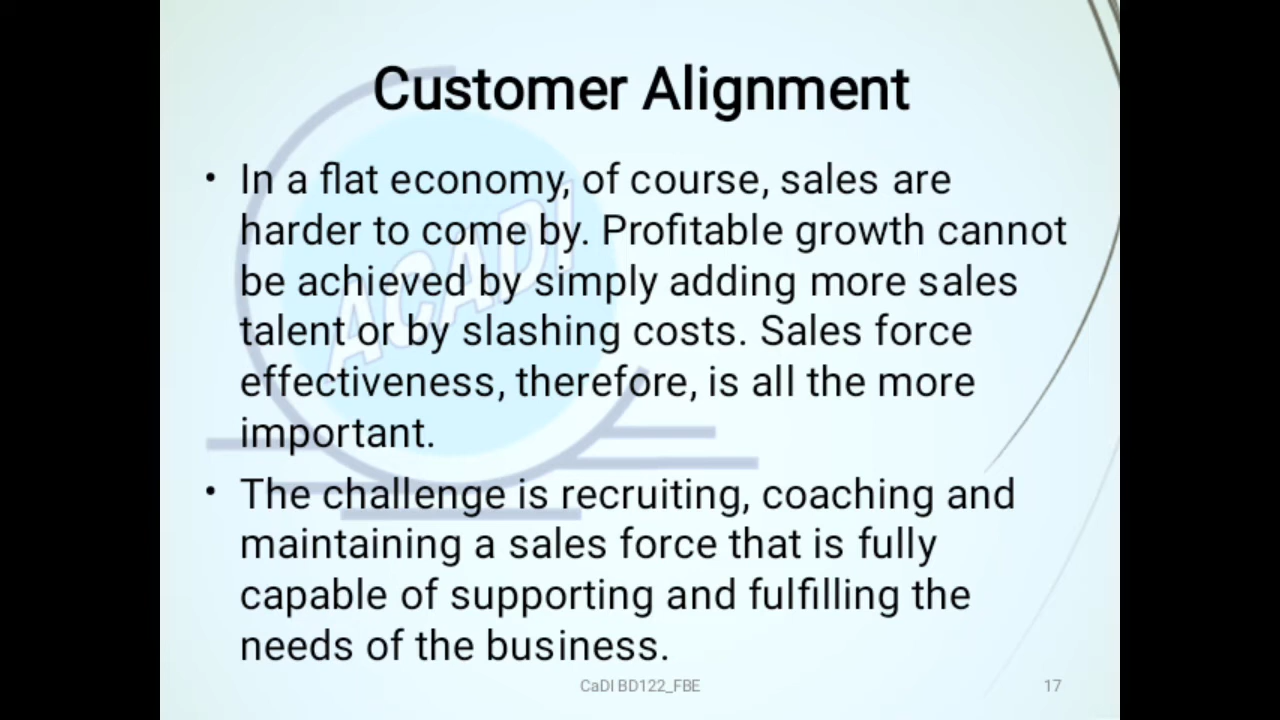 Customer Alignment
• In a flat economy, of course, sales are
harder to come by. Profitable growth cannot
be achieved by simply adding more sales
talent or by slashing costs. Sales force
effectiveness, therefore, is all the more
important.
• The challenge is recruiting, coaching and
maintaining a sales force that is fully
capable of supporting and fulfilling the
needs of the business.
ACADI
CaDI BD122_FBE
17